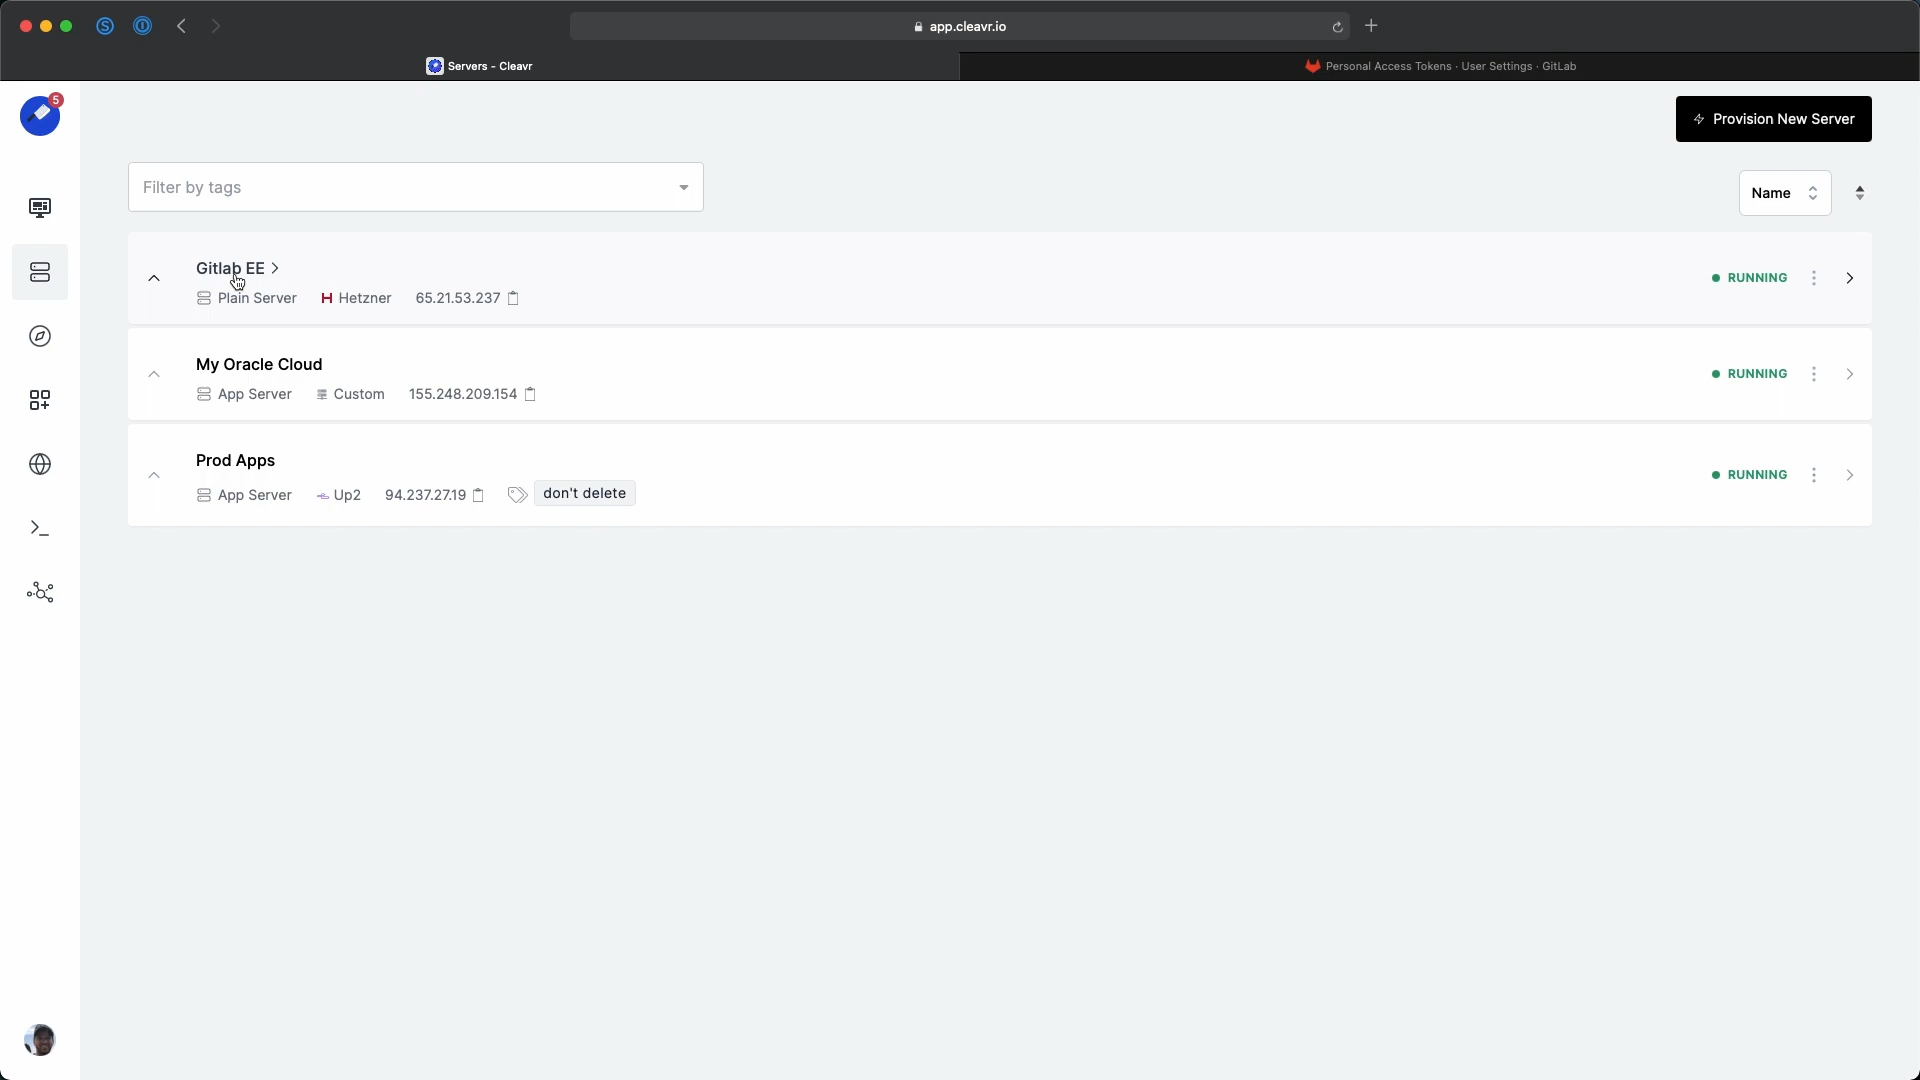 app.cleavr.io
Servers - Cleavr
Personal Access Tokens · User Settings · GitLab
5
Provision New Server
Filter by tags
Name
Gitlab EE
Plain Server Hetzner 65.21.53.237
RUNNING
My Oracle Cloud
App Server Custom 155.248.209.154
RUNNING
Prod Apps
App Server Up2 94.237.27.19 don't delete
RUNNING